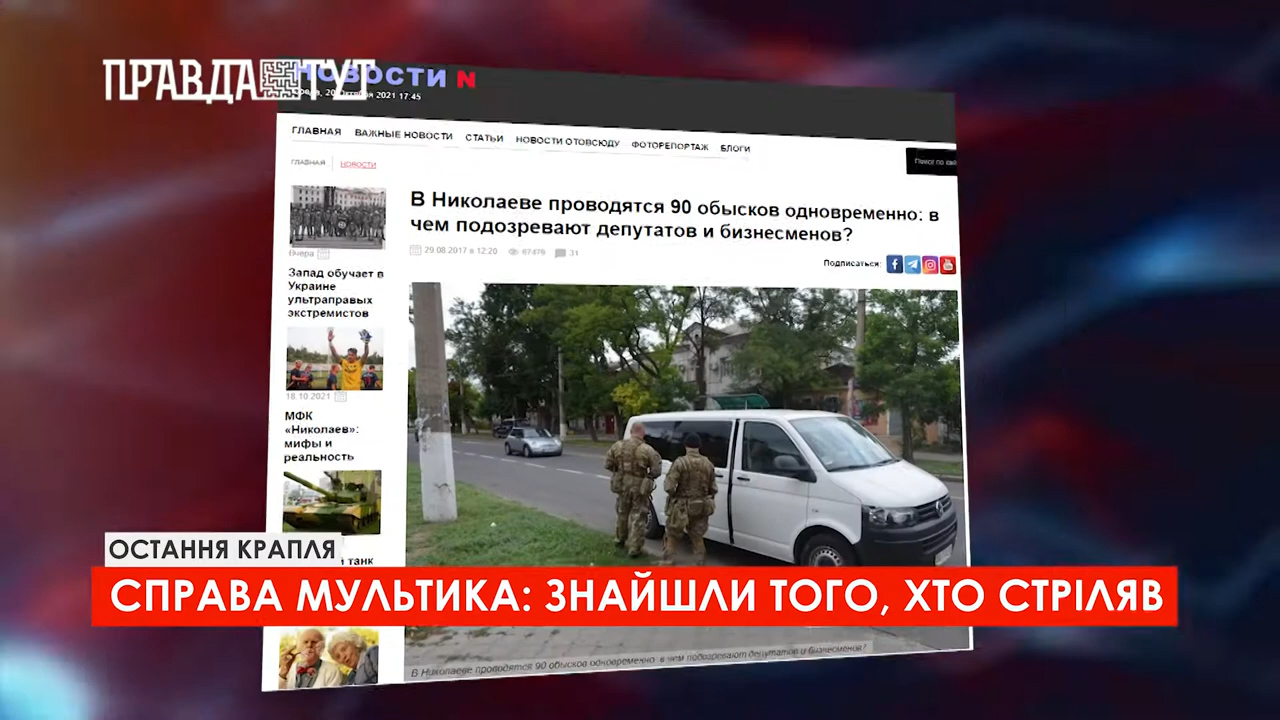 ПРАВДА ТУТ
НОВОСТИ N
2021 17:45
ГЛАВНАЯ ВАЖНЫЕ НОВОСТИ СТАТЬИ НОВОСТИ ОТОВСЮДУ ФОТОРЕПОРТАЖ БЛОГИ
Поиск по
ГЛАВНАЯ НОВОСТИ
В Николаеве проводятся 90 обысков одновременно: в
чем подозревают депутатов и бизнесменов?
29.08.2017 в 12:20 67479 31
Подписаться:
Вчера
Запад обучает в
Украине
ультраправых
экстремистов
18.10.2021
МФК
«Николаев»:
мифы и
реальность
танк
ОСТАННЯ КРАПЛЯ
СПРАВА МУЛЬТИКА: ЗНАЙШЛИ ТОГО, ХТО СТРІЛЯВ
В Николаеве проводятся 90 обысков одновременно: в чем подозревают депутатов и бизнесменов?